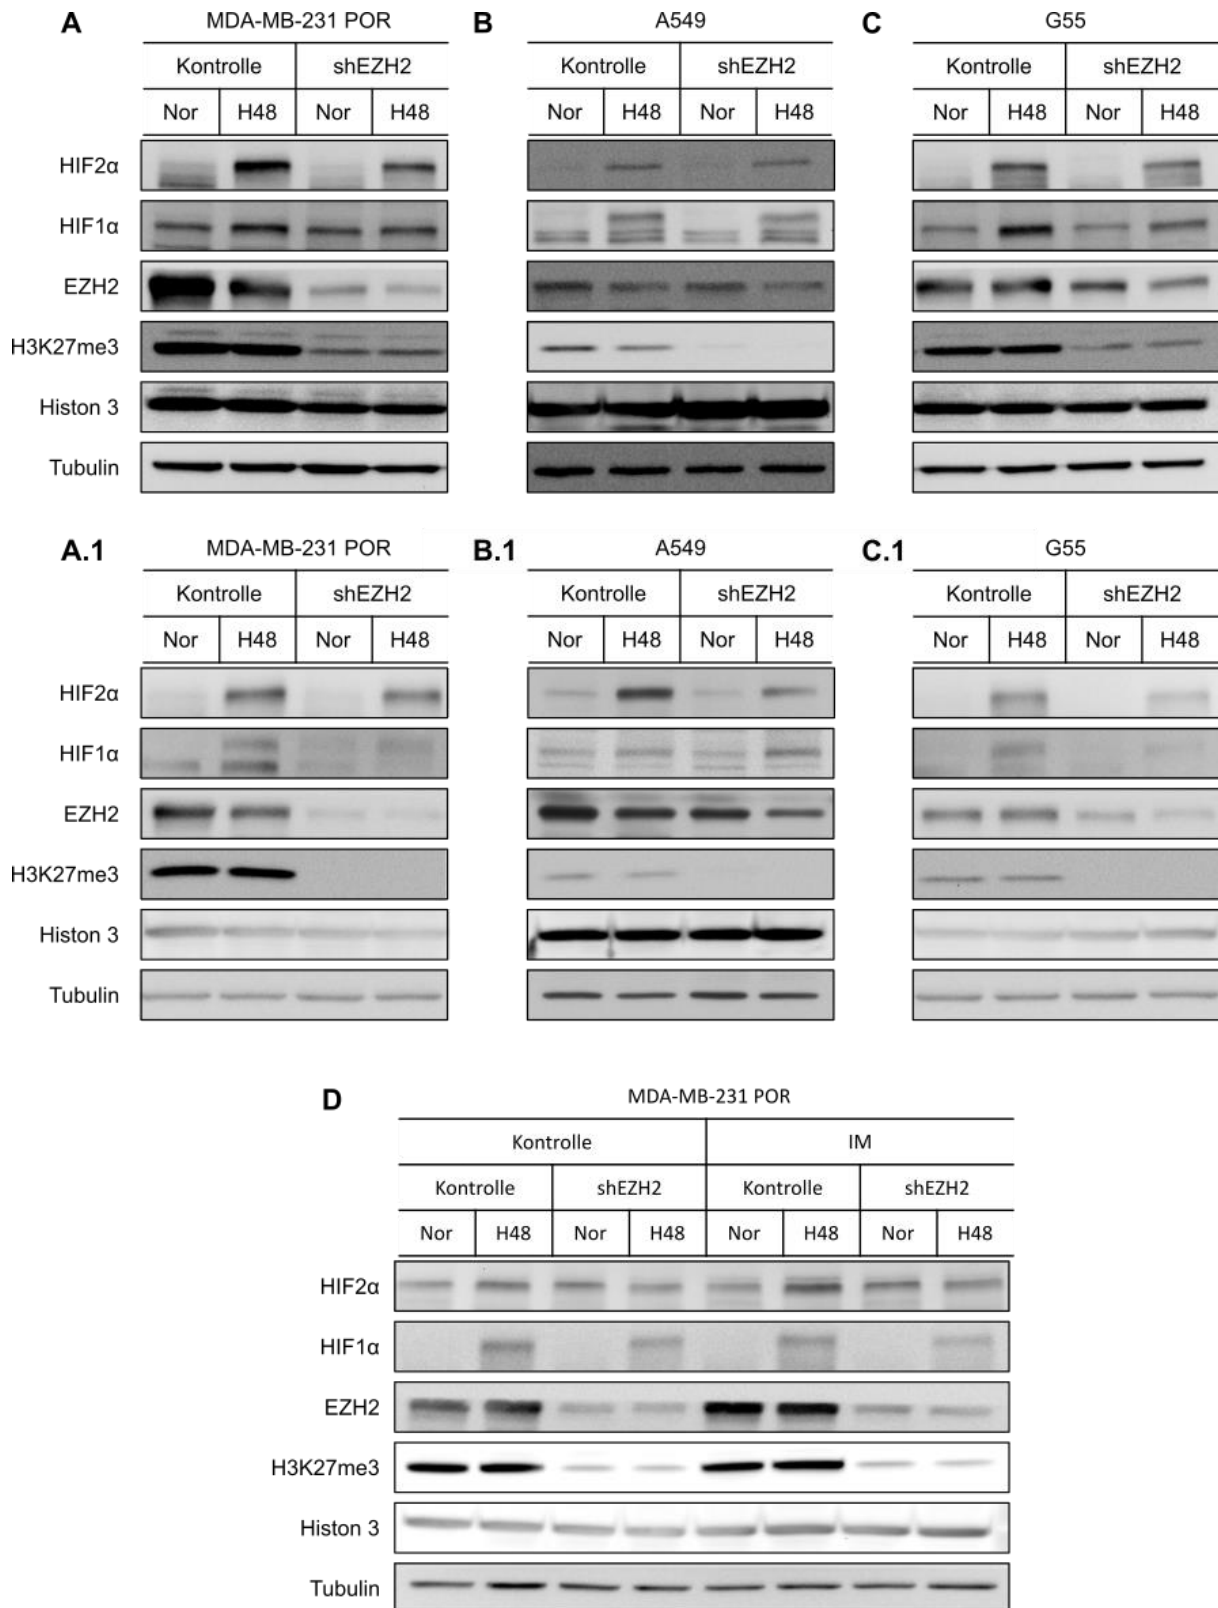 A MDA-MB-231 POR B A549 C G55
Kontrolle shEZH2 Kontrolle shEZH2 Kontrolle shEZH2
Nor H48 Nor H48 Nor H48 Nor H48 Nor H48 Nor H48
HIF2α
HIF1α
EZH2
H3K27me3
Histon 3
Tubulin
A.1 MDA-MB-231 POR B.1 A549 C.1 G55
Kontrolle shEZH2 Kontrolle shEZH2 Kontrolle shEZH2
Nor H48 Nor H48 Nor H48 Nor H48 Nor H48 Nor H48
HIF2α
HIF1α
EZH2
H3K27me3
Histon 3
Tubulin
D MDA-MB-231 POR
Kontrolle IM
Kontrolle shEZH2 Kontrolle shEZH2
Nor H48 Nor H48 Nor H48 Nor H48
HIF2α
HIF1α
EZH2
H3K27me3
Histon 3
Tubulin